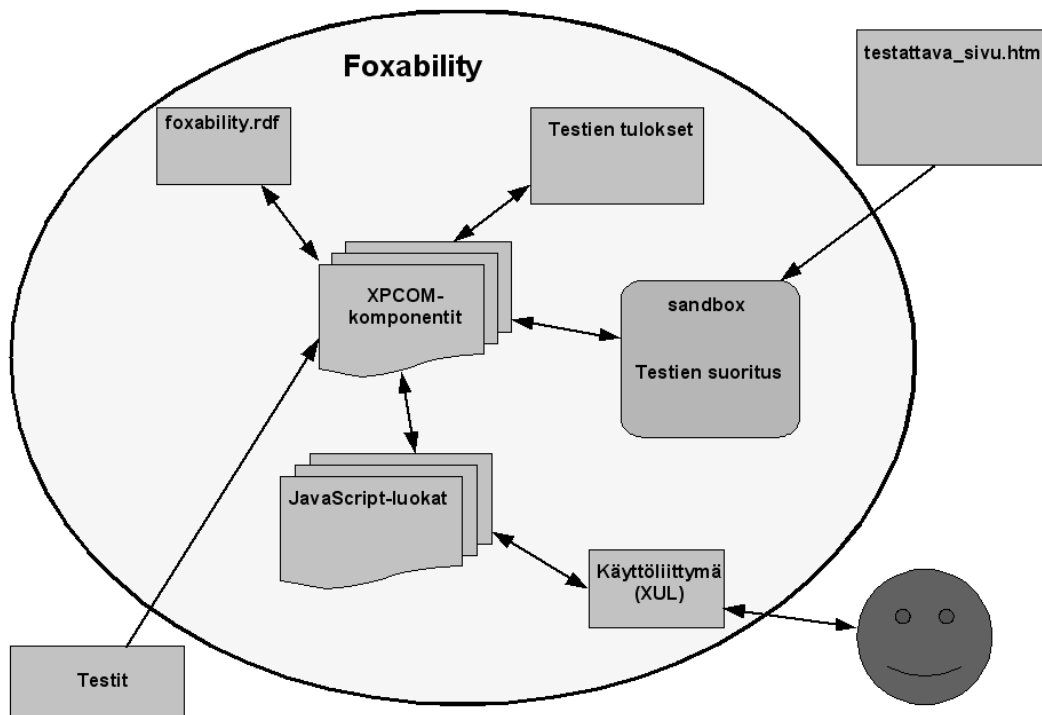 Foxability
testattava_sivu.htm
foxability.rdf
Testien tulokset
XPCOM-
komponentit
sandbox
Testien suoritus
JavaScript-luokat
Käyttöliittymä
(XUL)
Testit